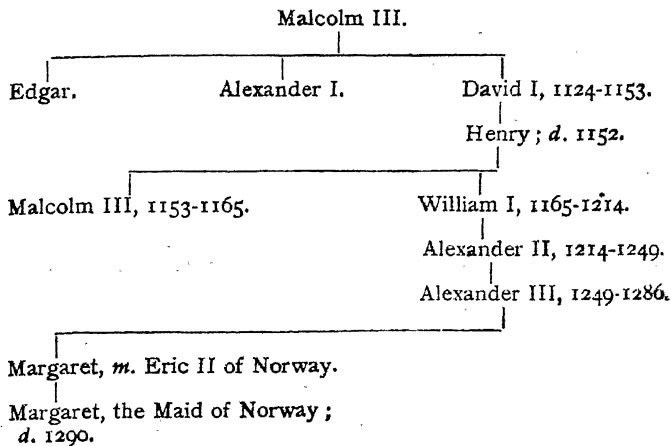 Malcolm III.
Edgar. Alexander I. David I, 1124-1153.
Henry; d. 1152.
Malcolm III, 1153-1165. William I, 1165-1214.
Alexander II, 1214-1249.
Alexander III, 1249-1286.
Margaret, m. Eric II of Norway.
Margaret, the Maid of Norway;
d. 1290.